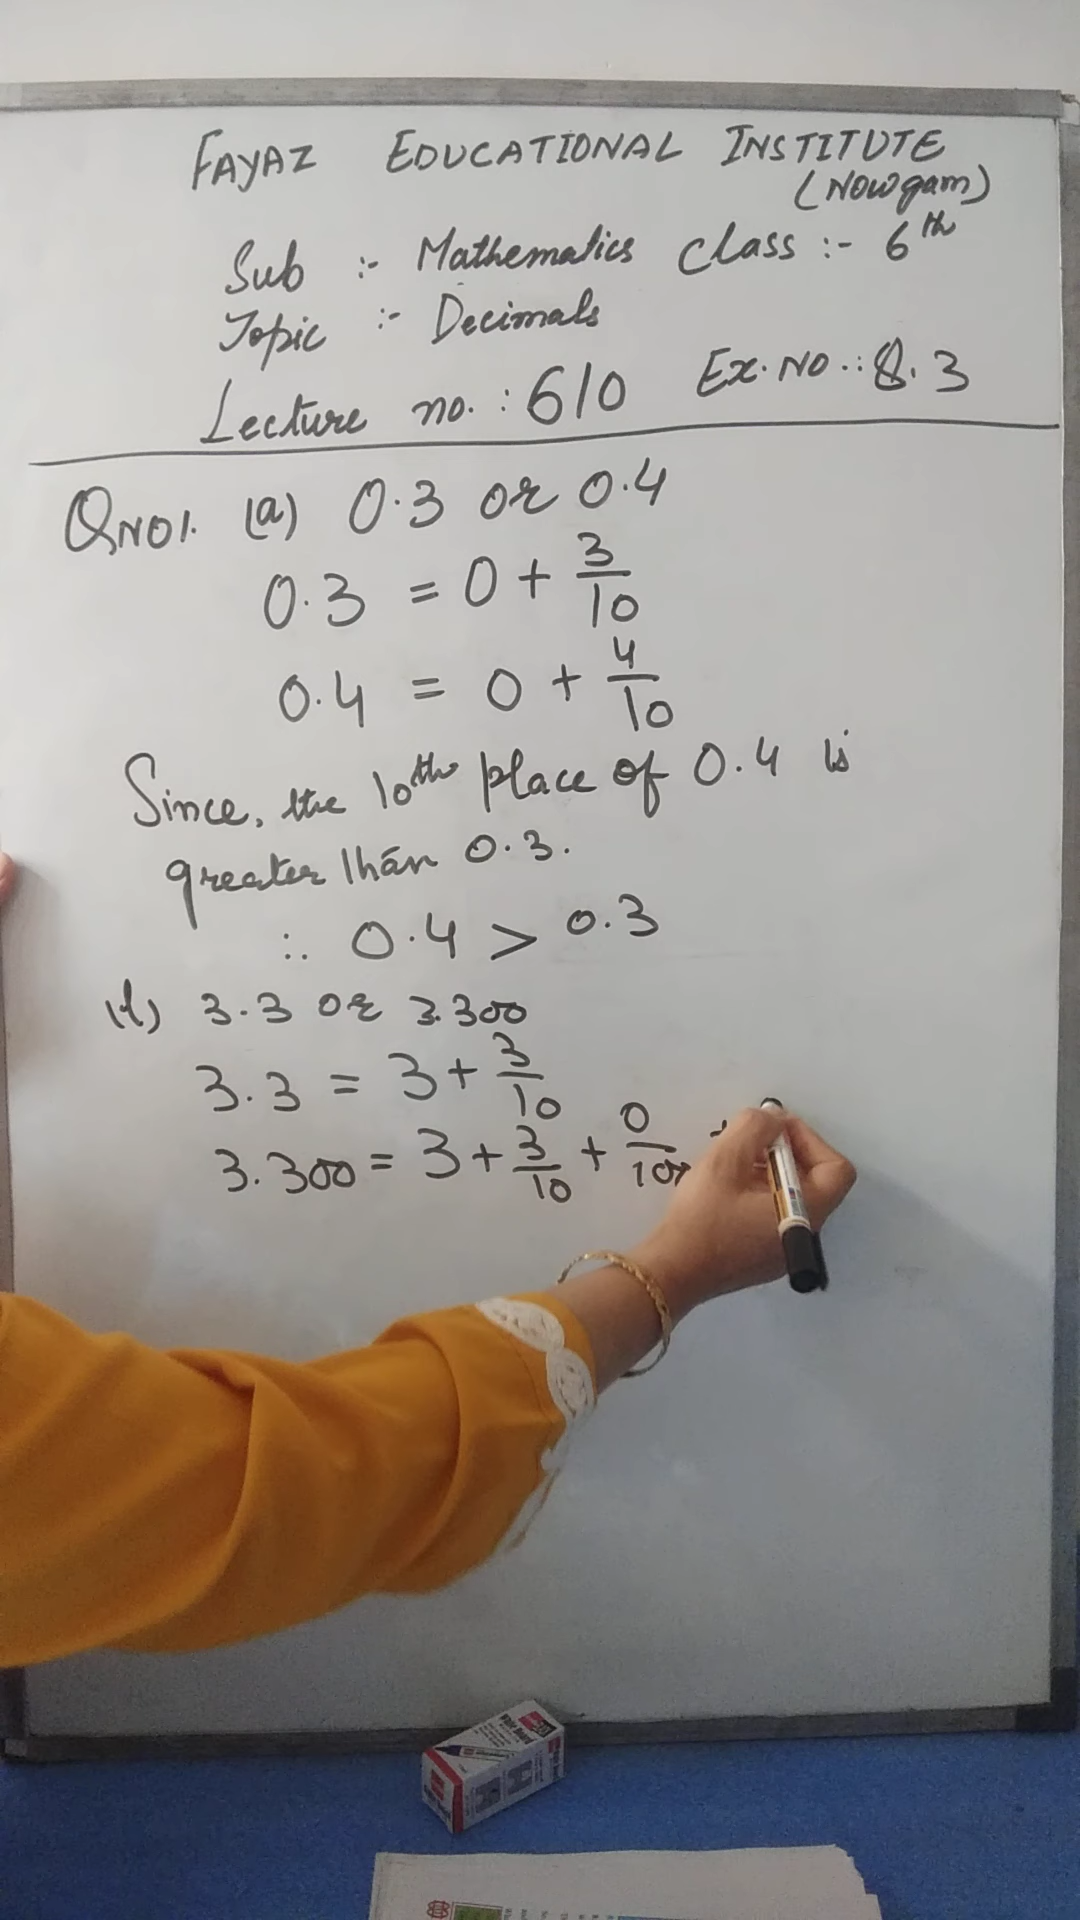 FAYAZ EDUCATIONAL INSTITUTE
(Nowgam)
Sub :- Mathematics Class :- 6th
Topic :- Decimals
Lecture no. : 610 Ex. No .: 8.3
QNO1. (a) 0.3 or 0.4
0.3 = 0 + 3/10
0.4 = 0 + 4/10
Since, the 10th place of 0.4 is
greater than 0.3.
∴ 0.4 > 0.3
3.3 or 3.300
3.3 = 3 + 3/10
3.300 = 3 + 3/10 + 0/100 +
White Board